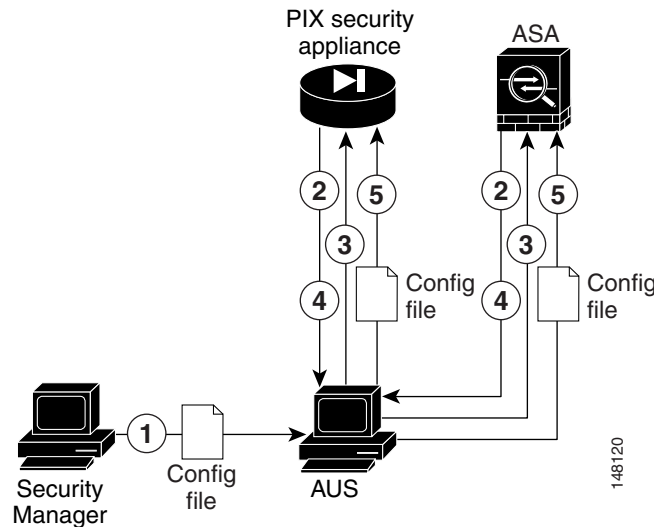 PIX security
appliance
ASA
2
5
2
5
3
3
4
Config
file
4
Config
file
1
Config
file
Security
Manager
AUS
148120